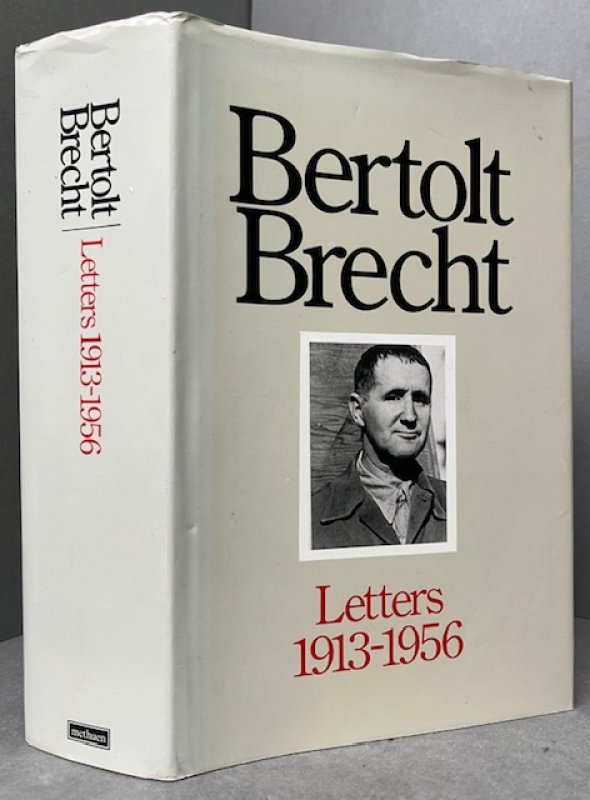 Bertolt
Brecht
Letters 1913-1956
methuen
Bertolt
Brecht
Letters
1913-1956